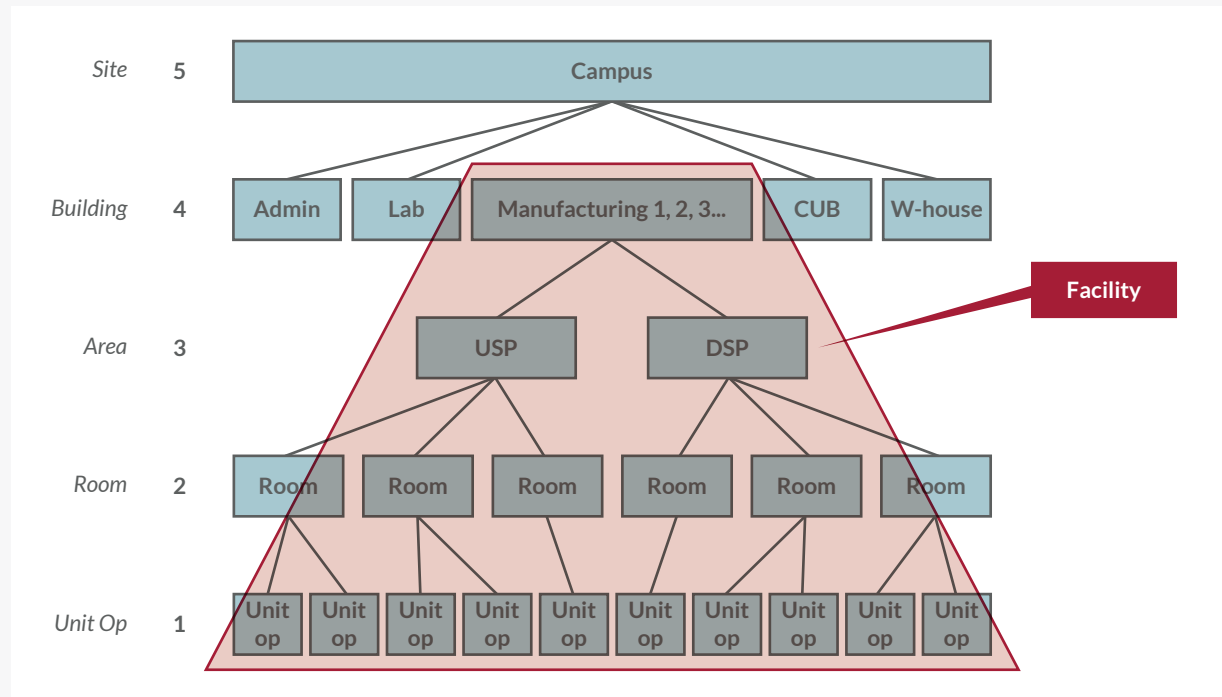 Site 5 Campus
Building 4 Admin Lab Manufacturing 1, 2, 3... CUB W-house
Facility
Area 3 USP DSP
Room 2 Room Room Room Room Room Room
Unit Op 1 Unit op Unit op Unit op Unit op Unit op Unit op Unit op Unit op Unit op Unit op